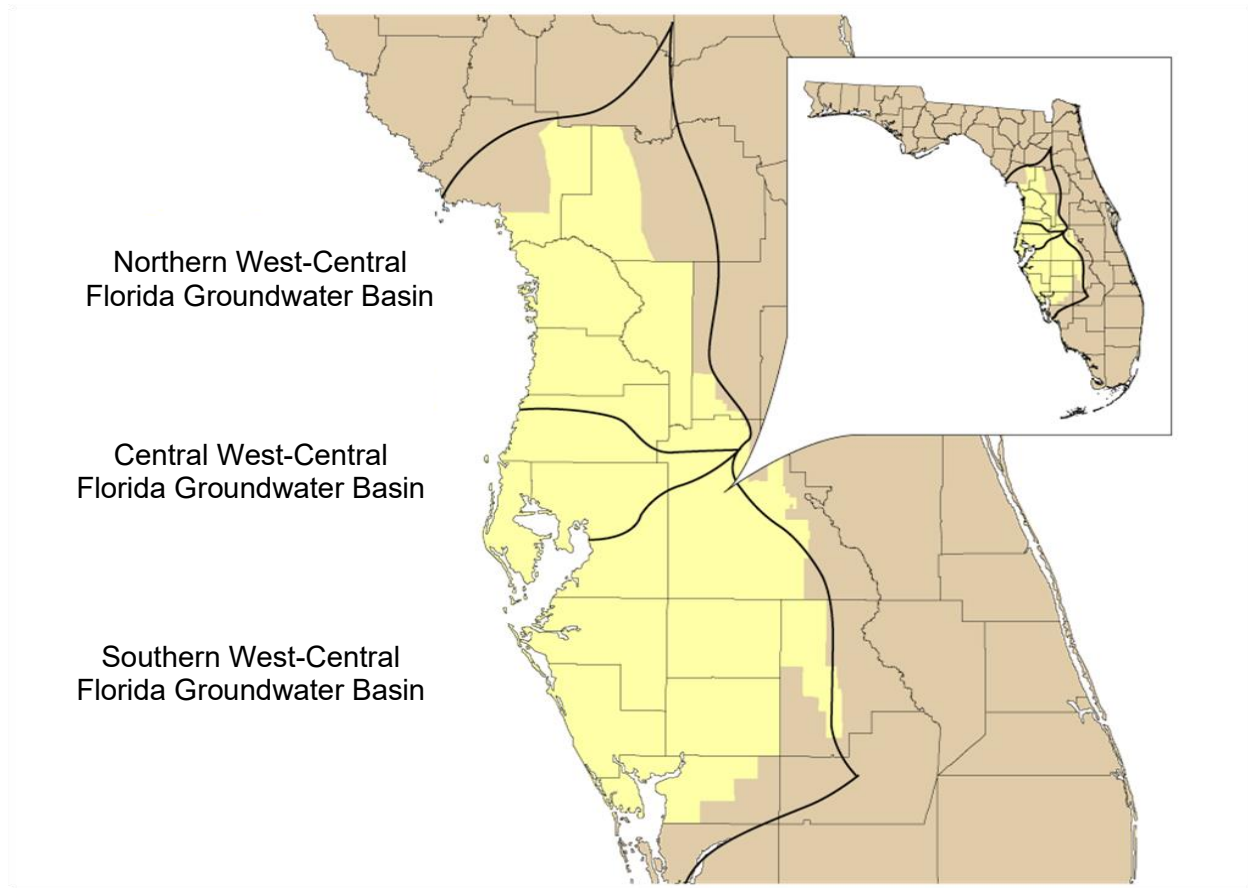 Northern West-Central
Florida Groundwater Basin
Central West-Central
Florida Groundwater Basin
Southern West-Central
Florida Groundwater Basin